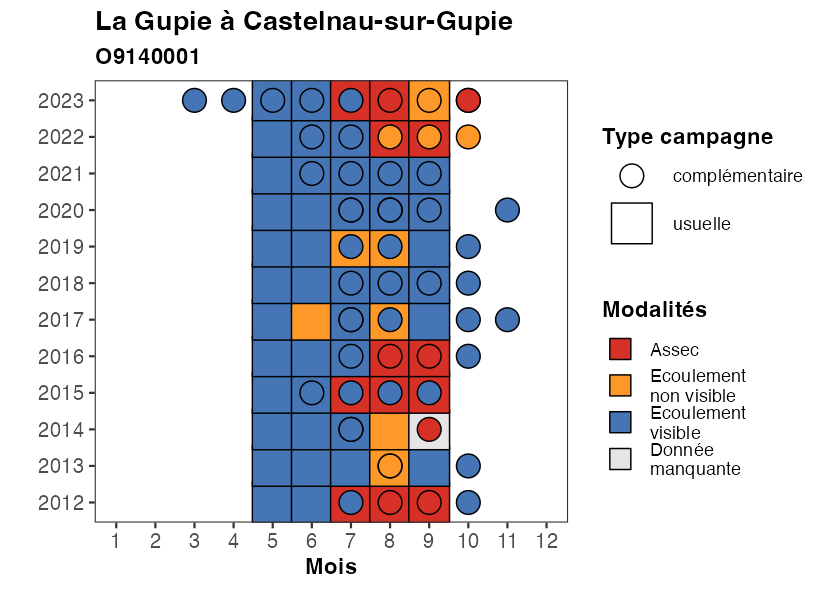 La Gupie à Castelnau-sur-Gupie
O9140001
2023
2022
2021
2020
2019
2018
2017
2016
2015
2014
2013
2012
1 2 3 4 5 6 7 8 9 10 11 12
Mois
Type campagne
complémentaire
usuelle
Modalités
Assec
Ecoulement
non visible
Ecoulement
visible
Donnée
manquante